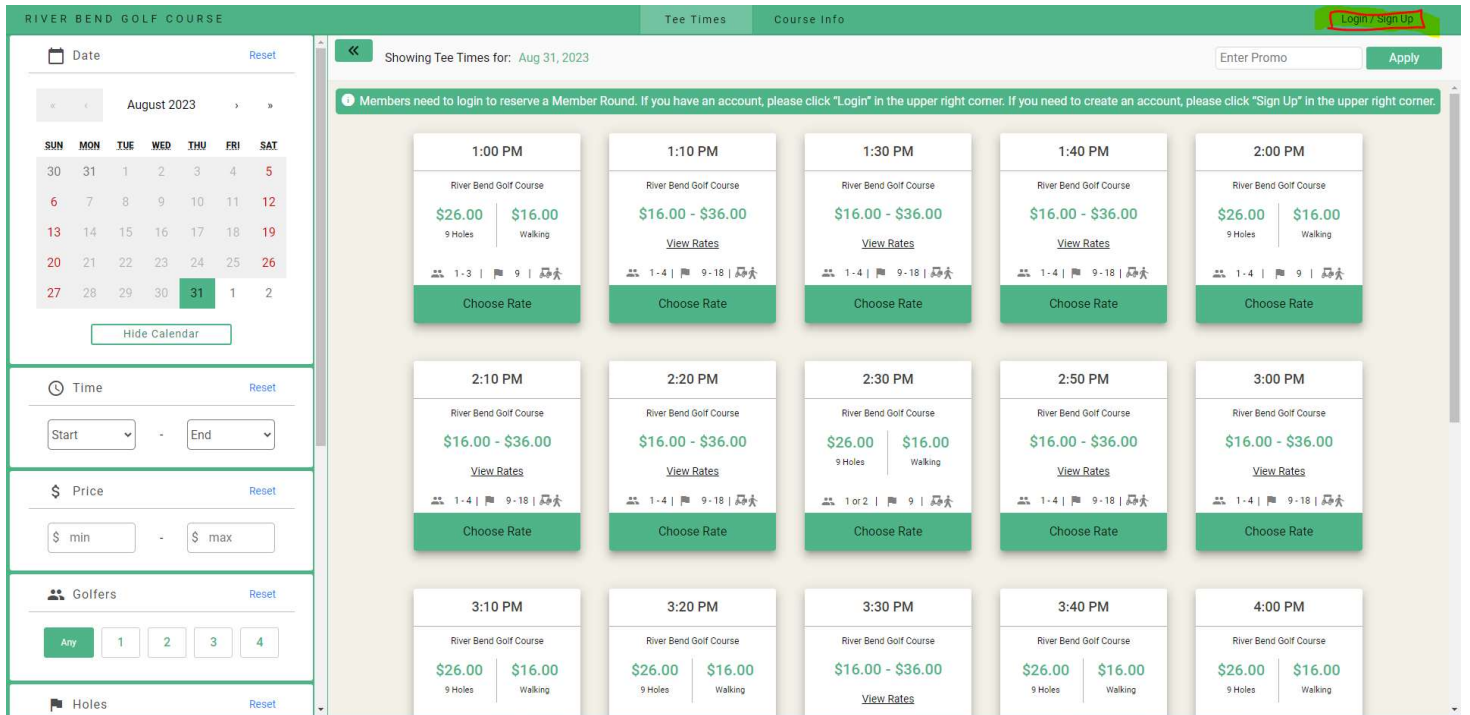 RIVER BEND GOLF COURSE
Tee Times
Course Info
Login / Sign Up
Date
Reset
« ‹ August 2023 › »
SUN MON TUE WED THU FRI SAT
30 31 1 2 3 4 5
6 7 8 9 10 11 12
13 14 15 16 17 18 19
20 21 22 23 24 25 26
27 28 29 30 31 1 2
Hide Calendar
Time
Reset
Start - End
Price
Reset
$ min - $ max
Golfers
Reset
Any 1 2 3 4
Holes
Reset
«
Showing Tee Times for: Aug 31, 2023
Enter Promo
Apply
Members need to login to reserve a Member Round. If you have an account, please click "Login" in the upper right corner. If you need to create an account, please click "Sign Up" in the upper right corner.
1:00 PM
River Bend Golf Course
$26.00 $16.00
9 Holes Walking
1-3 | 9 |
Choose Rate
1:10 PM
River Bend Golf Course
$16.00 - $36.00
View Rates
1-4 | 9-18 |
Choose Rate
1:30 PM
River Bend Golf Course
$16.00 - $36.00
View Rates
1-4 | 9-18 |
Choose Rate
1:40 PM
River Bend Golf Course
$16.00 - $36.00
View Rates
1-4 | 9-18 |
Choose Rate
2:00 PM
River Bend Golf Course
$26.00 $16.00
9 Holes Walking
1-4 | 9 |
Choose Rate
2:10 PM
River Bend Golf Course
$16.00 - $36.00
View Rates
1-4 | 9-18 |
Choose Rate
2:20 PM
River Bend Golf Course
$16.00 - $36.00
View Rates
1-4 | 9-18 |
Choose Rate
2:30 PM
River Bend Golf Course
$26.00 $16.00
9 Holes Walking
1 or 2 | 9 |
Choose Rate
2:50 PM
River Bend Golf Course
$16.00 - $36.00
View Rates
1-4 | 9-18 |
Choose Rate
3:00 PM
River Bend Golf Course
$16.00 - $36.00
View Rates
1-4 | 9-18 |
Choose Rate
3:10 PM
River Bend Golf Course
$26.00 $16.00
9 Holes Walking
3:20 PM
River Bend Golf Course
$26.00 $16.00
9 Holes Walking
3:30 PM
River Bend Golf Course
$16.00 - $36.00
View Rates
3:40 PM
River Bend Golf Course
$26.00 $16.00
9 Holes Walking
4:00 PM
River Bend Golf Course
$26.00 $16.00
9 Holes Walking